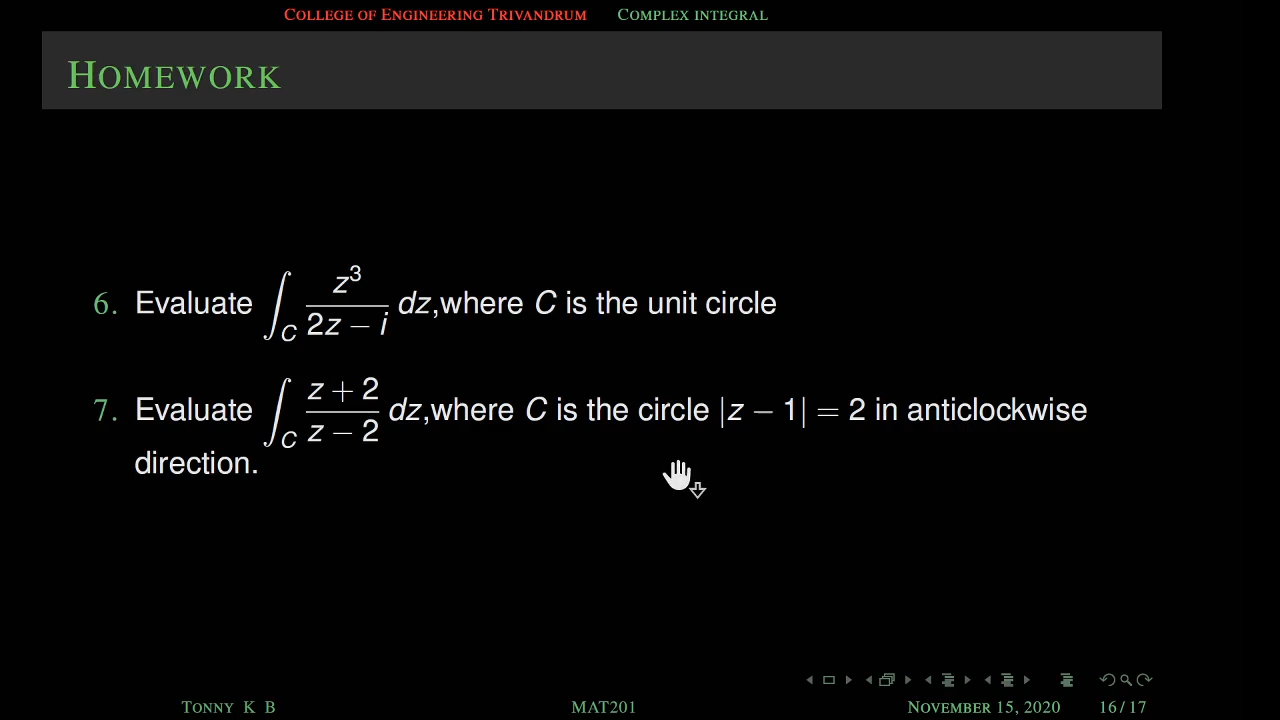 COLLEGE OF ENGINEERING TRIVANDRUM COMPLEX INTEGRAL
HOMEWORK
6. Evaluate ∫_C z^3/(2z − i) dz,where C is the unit circle
7. Evaluate ∫_C (z + 2)/(z − 2) dz,where C is the circle |z − 1| = 2 in anticlockwise
direction.
TONNY K B MAT201 NOVEMBER 15, 2020 16/17